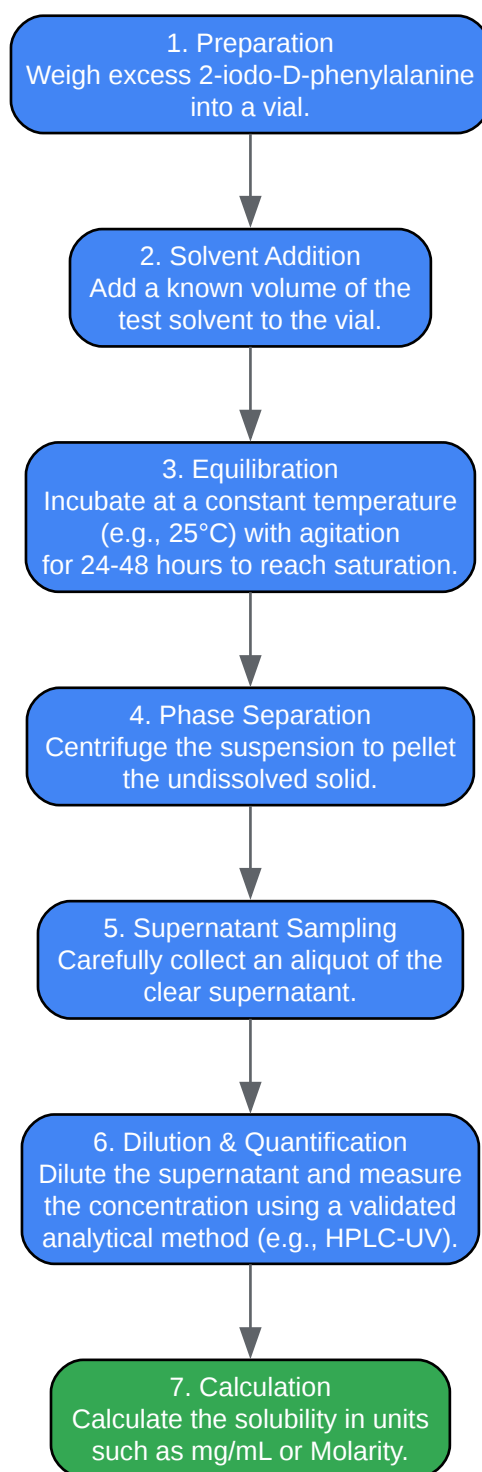 1. Preparation
Weigh excess 2-iodo-D-phenylalanine
into a vial.
2. Solvent Addition
Add a known volume of the
test solvent to the vial.
3. Equilibration
Incubate at a constant temperature
(e.g., 25°C) with agitation
for 24-48 hours to reach saturation.
4. Phase Separation
Centrifuge the suspension to pellet
the undissolved solid.
5. Supernatant Sampling
Carefully collect an aliquot of the
clear supernatant.
6. Dilution & Quantification
Dilute the supernatant and measure
the concentration using a validated
analytical method (e.g., HPLC-UV).
7. Calculation
Calculate the solubility in units
such as mg/mL or Molarity.